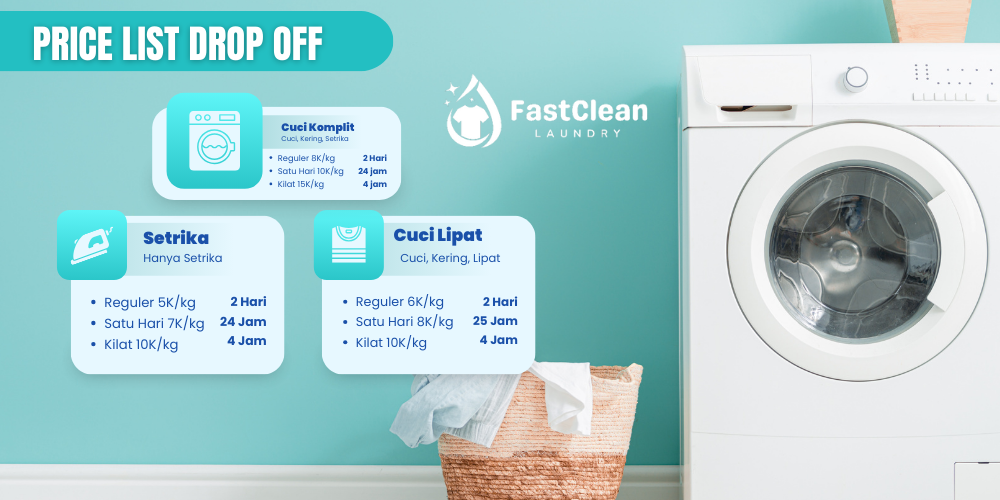 PRICE LIST DROP OFF
FastClean
LAUNDRY
Cuci Komplit
Cuci, Kering, Setrika
• Reguler 8K/kg 2 Hari
• Satu Hari 10K/kg 24 jam
• Kilat 15K/kg 4 jam
Setrika
Hanya Setrika
• Reguler 5K/kg 2 Hari
• Satu Hari 7K/kg 24 Jam
• Kilat 10K/kg 4 Jam
Cuci Lipat
Cuci, Kering, Lipat
• Reguler 6K/kg 2 Hari
• Satu Hari 8K/kg 25 Jam
• Kilat 10K/kg 4 Jam